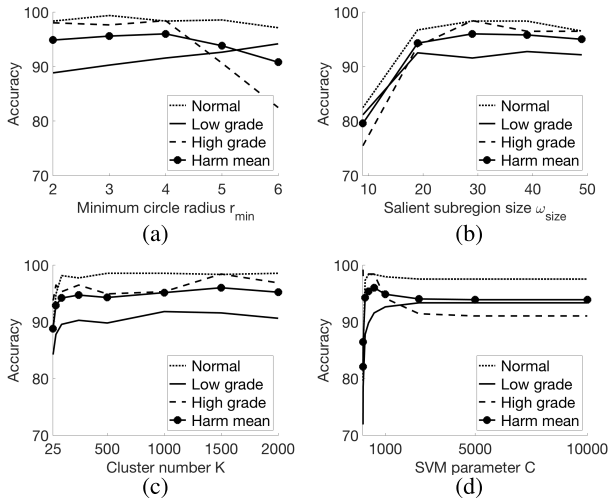 100
90
80
70
Accuracy
Normal
Low grade
High grade
Harm mean
2 3 4 5 6
Minimum circle radius r_min
(a)
100
90
80
70
Accuracy
Normal
Low grade
High grade
Harm mean
10 20 30 40 50
Salient subregion size ω_size
(b)
100
90
80
70
Accuracy
Normal
Low grade
High grade
Harm mean
25 500 1000 1500 2000
Cluster number K
(c)
100
90
80
70
Accuracy
Normal
Low grade
High grade
Harm mean
1000 5000 10000
SVM parameter C
(d)